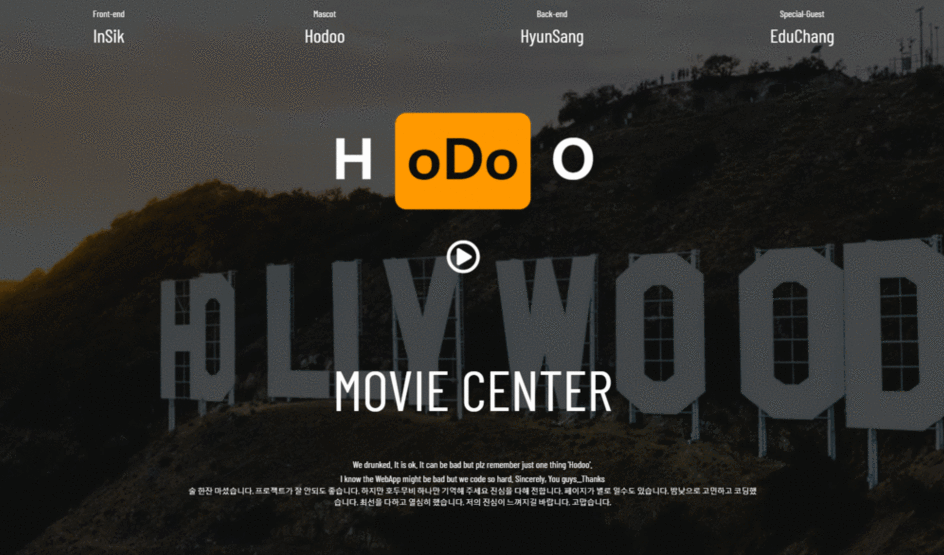 Front-end
Mascot
Back-end
Special-Guest
InSik
Hodoo
HyunSang
EduChang
H oDo O
HOLLYWOOD
MOVIE CENTER
We drunked, It is ok, It can be bad but plz remember just one thing 'Hodoo',
I know the WebApp might be bad but we code so hard, Sincerely, You guys,,,Thanks
술 한잔 마셨습니다. 프로젝트가 잘 안되도 좋습니다. 하지만 호두무비 하나만 기억해 주세요 진심을 다해 전합니다. 페이지가 별로 일수도 있습니다. 밤낮으로 고민하고 코딩했
습니다. 최선을 다하고 열심히 했습니다. 저의 진심이 느껴지길 바랍니다. 고맙습니다.